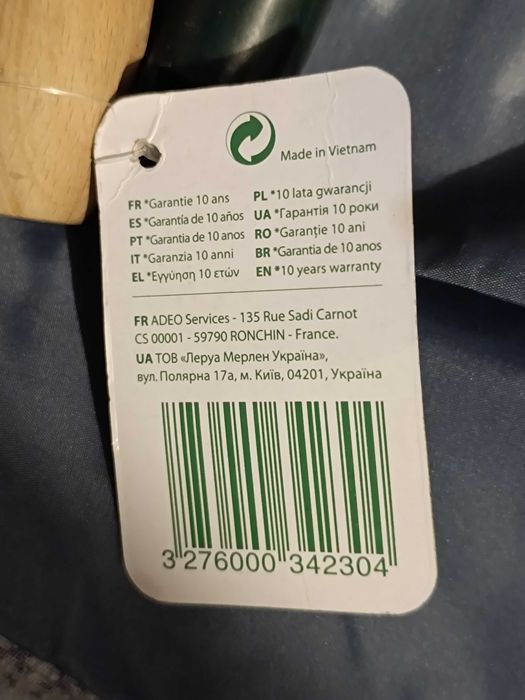 Made in Vietnam
FR *Garantie 10 ans
ES *Garantía de 10 años
PT *Garantia de 10 anos
IT *Garanzia 10 anni
EL *Εγγύηση 10 ετών
PL *10 lata gwarancji
UA *Гарантія 10 роки
RO *Garanţie 10 ani
BR *Garantia de 10 anos
EN *10 years warranty
FR ADEO Services - 135 Rue Sadi Carnot
CS 00001 - 59790 RONCHIN - France.
UA ТОВ «Леруа Мерлен Україна»,
вул. Полярна 17а, м. Київ, 04201, Україна
3 276000 342304